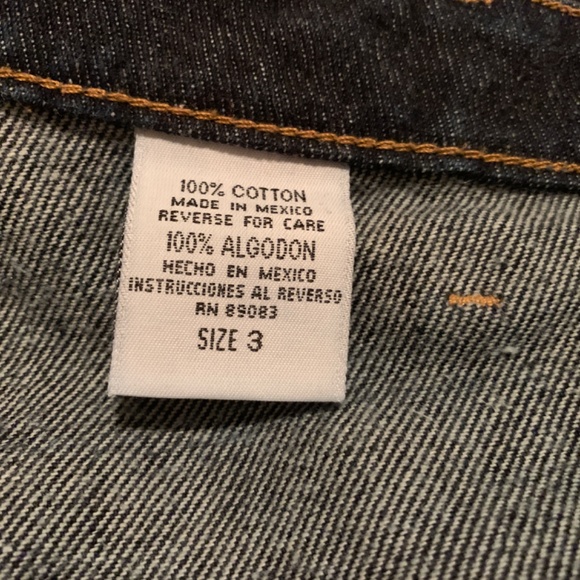 100% COTTON
MADE IN MEXICO
REVERSE FOR CARE
100% ALGODON
HECHO EN MEXICO
INSTRUCCIONES AL REVERSO
RN 89083
SIZE 3